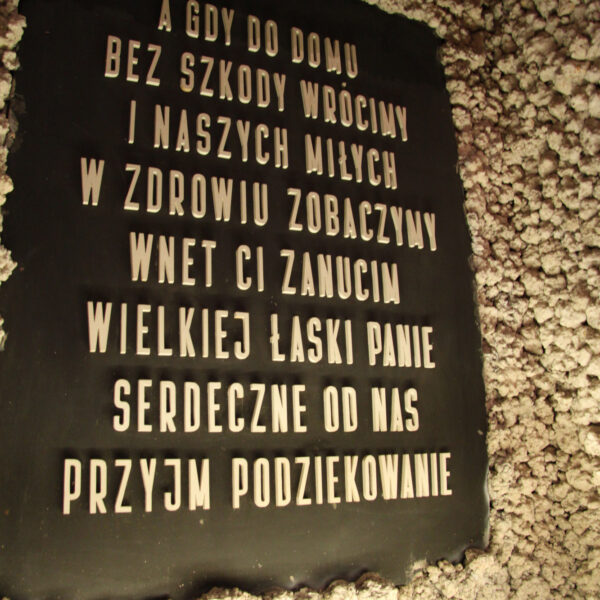 A GDY DO DOMU
BEZ SZKODY WRÓCIMY
I NASZYCH MIŁYCH
W ZDROWIU ZOBACZYMY
WNET CI ZANUCIM
WIELKIEJ ŁASKI PANIE
SERDECZNE OD NAS
PRZYJM PODZIĘKOWANIE